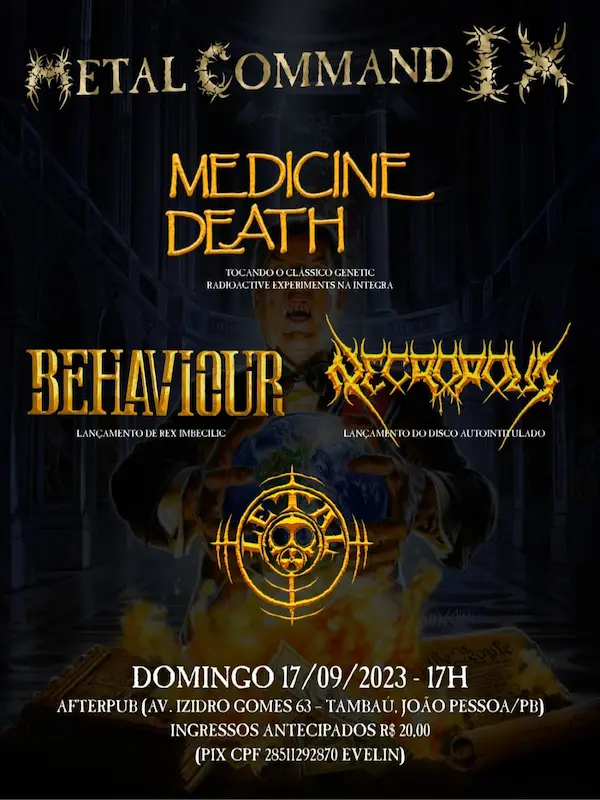 METAL COMMAND IX
MEDICINE
DEATH
TOCANDO O CLÁSSICO GENETIC
RADIOACTIVE EXPERIMENTS NA ÍNTEGRA
BEHAVIOUR
NECROPOLIS
LANÇAMENTO DE REX IMBECILIC
LANÇAMENTO DO DISCO AUTOINTITULADO
LETAL
DOMINGO 17/09/2023 - 17H
AFTERPUB (AV. IZIDRO GOMES 63 - TAMBAÚ, JOÃO PESSOA/PB)
INGRESSOS ANTECIPADOS R$ 20,00
(PIX CPF 28511292870 EVELIN)